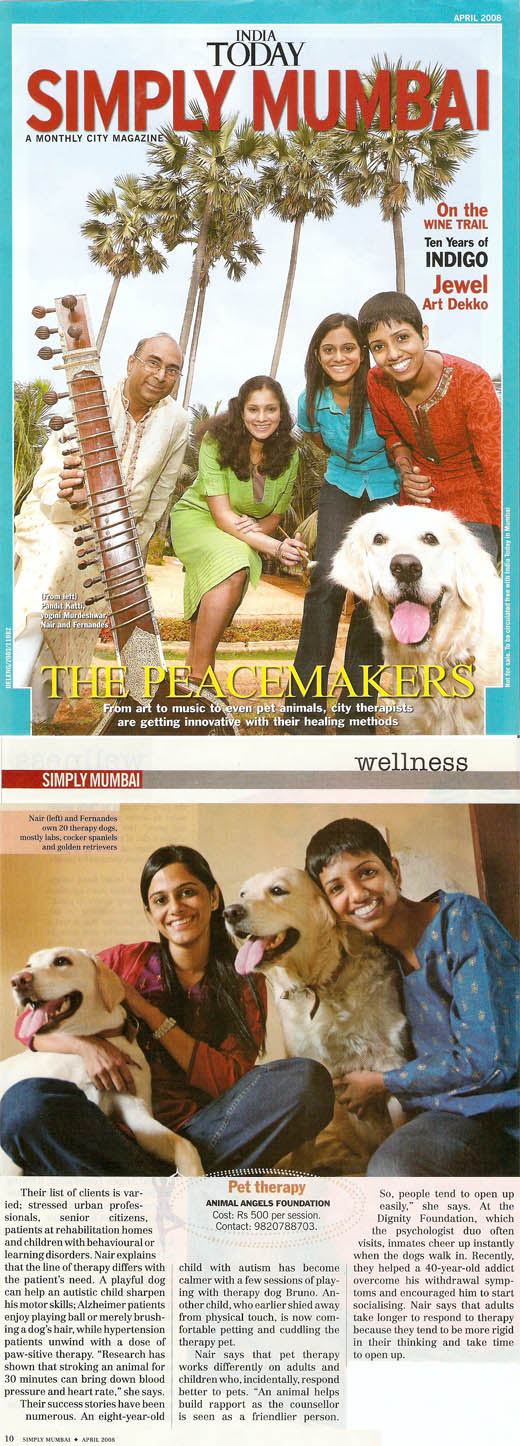 APRIL 2008
INDIA
TODAY
SIMPLY MUMBAI
A MONTHLY CITY MAGAZINE
On the
WINE TRAIL
Ten Years of
INDIGO
Jewel
Art Dekko
(From left)
Pandit Katti,
Yogini Murdeshwar,
Nair and Fernandes
Not for sale. To be circulated free with India Today in Mumbai
THE PEACEMAKERS
From art to music to even pet animals, city therapists
are getting innovative with their healing methods
wellness
SIMPLY MUMBAI
Nair (left) and Fernandes
own 20 therapy dogs,
mostly labs, cocker spaniels
and golden retrievers
Their list of clients is var-
ied; stressed urban profes-
sionals, senior citizens,
patients at rehabilitation homes
and children with behavioural or
learning disorders. Nair explains
that the line of therapy differs with
the patient's need. A playful dog
can help an autistic child sharpen
his motor skills; Alzheimer patients
enjoy playing ball or merely brush-
ing a dog's hair, while hypertension
patients unwind with a dose of
paw-sitive therapy. "Research has
shown that stroking an animal for
30 minutes can bring down blood
pressure and heart rate," she says.
Their success stories have been
numerous. An eight-year-old
Pet therapy
ANIMAL ANGELS FOUNDATION
Cost: Rs 500 per session.
Contact: 9820788703.
child with autism has become
calmer with a few sessions of play-
ing with therapy dog Bruno. An-
other child, who earlier shied away
from physical touch, is now com-
fortable petting and cuddling the
therapy pet.
Nair says that pet therapy
works differently on adults and
children who, incidentally, respond
better to pets. "An animal helps
build rapport as the counsellor
is seen as a friendlier person.
So, people tend to open up
easily," she says. At the
Dignity Foundation, which
the psychologist duo often
visits, inmates cheer up instantly
when the dogs walk in. Recently,
they helped a 40-year-old addict
overcome his withdrawal symp-
toms and encouraged him to start
socialising. Nair says that adults
take longer to respond to therapy
because they tend to be more rigid
in their thinking and take time
to open up.
10 SIMPLY MUMBAI ◆ APRIL 2008